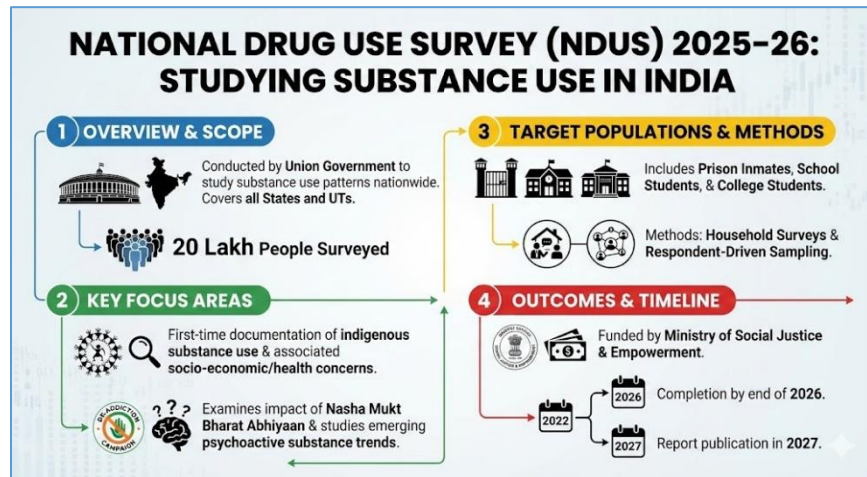 NATIONAL DRUG USE SURVEY (NDUS) 2025-26:
STUDYING SUBSTANCE USE IN INDIA
1 OVERVIEW & SCOPE
Conducted by Union Government to
study substance use patterns nationwide.
Covers all States and UTs.
20 Lakh People Surveyed
2 KEY FOCUS AREAS
First-time documentation of indigenous
substance use & associated
socio-economic/health concerns.
DE-ADDICTION
CAMPAIGN
? ? ?
Examines impact of Nasha Mukt
Bharat Abhiyaan & studies emerging
psychoactive substance trends.
3 TARGET POPULATIONS & METHODS
Includes Prison Inmates, School
Students, & College Students.
Methods: Household Surveys &
Respondent-Driven Sampling.
4 OUTCOMES & TIMELINE
$
Funded by Ministry of Social Justice
& Empowerment.
2022
2026
Completion by end of 2026.
2027
Report publication in 2027.